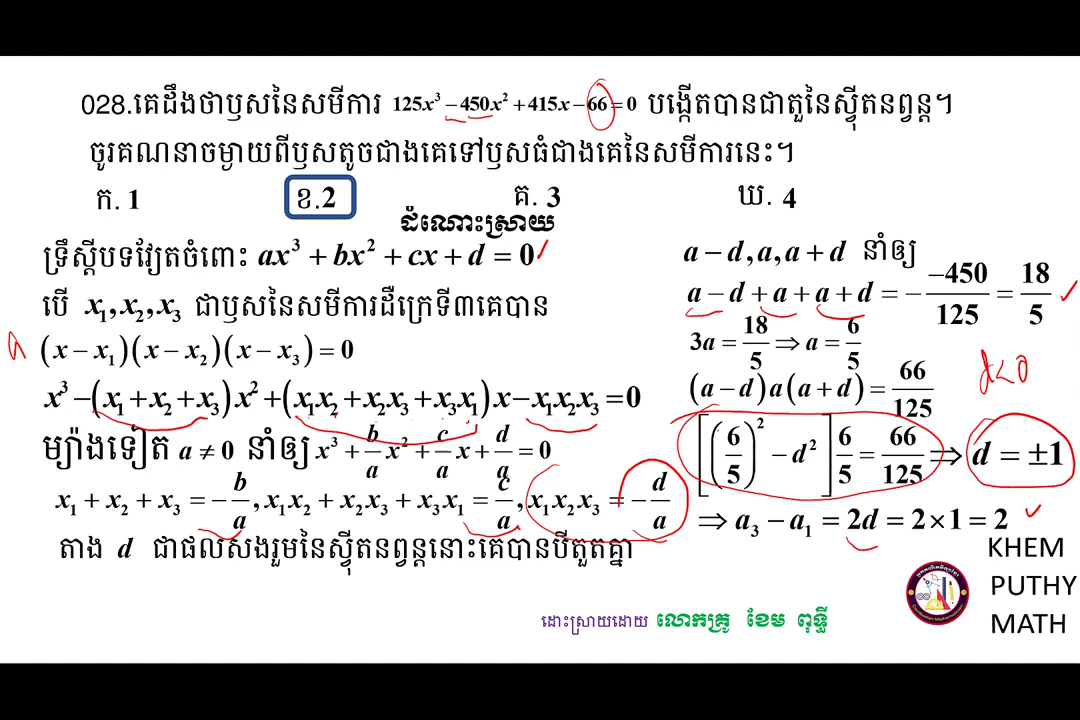 028.គេដឹងថាឫសនៃសមីការ 125x³ −450x² +415x −66=0 បង្កើតបានជាតួនៃស្វ៊ីតនព្វន្ត។
ចូរគណនាចម្ងាយពីឫសតូចជាងគេទៅឫសធំជាងគេនៃសមីការនេះ។
ក. 1 ខ.2 គ. 3 ឃ. 4
ដំណោះស្រាយ
ទ្រឹស្តីបទវៀតចំពោះ ax³ + bx² + cx + d = 0
បើ x₁,x₂,x₃ ជាឫសនៃសមីការដឺក្រេទី៣គេបាន
a (x − x₁)(x − x₂)(x − x₃) = 0
x³ −(x₁ + x₂ + x₃)x² +(x₁x₂ + x₂x₃ + x₃x₁)x − x₁x₂x₃ = 0
ម្យ៉ាងទៀត a ≠ 0 នាំឲ្យ x³ + b/a x² + c/a x + d/a = 0
x₁ + x₂ + x₃ = − b/a , x₁x₂ + x₂x₃ + x₃x₁ = c/a , x₁x₂x₃ = − d/a
តាង d ជាផលសងរួមនៃស្វ៊ីតនព្វន្តនោះគេបានបីតួតគ្នា
a − d, a, a + d នាំឲ្យ
a − d + a + a + d = − −450/125 = 18/5
3a = 18/5 ⇒ a = 6/5
(a − d)a(a + d) = 66/125
d<0
[(6/5)² − d²] 6/5 = 66/125 ⇒ d = ±1
⇒ a₃ − a₁ = 2d = 2 × 1 = 2
KHEM
PUTHY
MATH
ដោះស្រាយដោយ លោកគ្រូ ខែម ពុទ្ធី